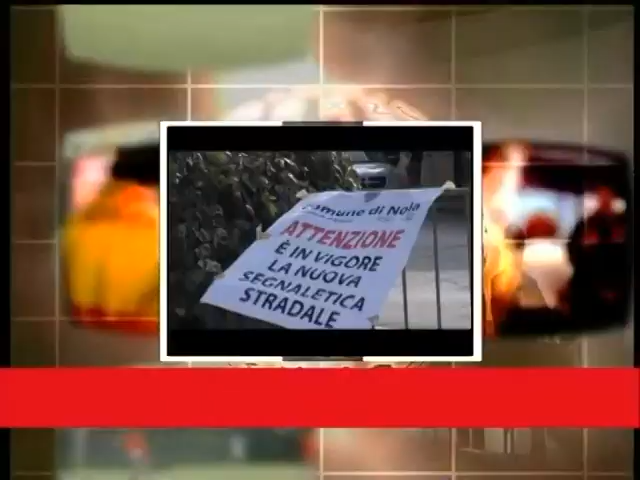 Comune di Nola
ATTENZIONE
È IN VIGORE
LA NUOVA
SEGNALETICA
STRADALE